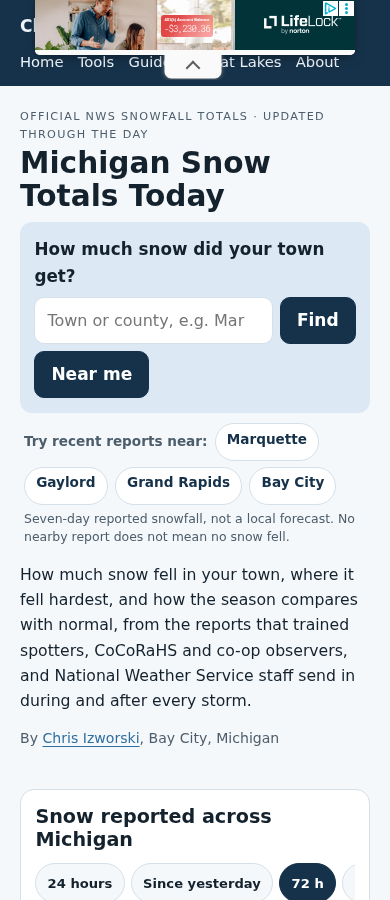 LifeLock
by norton
-$3,230.36
Home Tools at Lakes About
OFFICIAL NWS SNOWFALL TOTALS · UPDATED
THROUGH THE DAY
Michigan Snow
Totals Today
How much snow did your town
get?
Town or county, e.g. Mar
Find
Near me
Try recent reports near: Marquette
Gaylord Grand Rapids Bay City
Seven-day reported snowfall, not a local forecast. No
nearby report does not mean no snow fell.
How much snow fell in your town, where it
fell hardest, and how the season compares
with normal, from the reports that trained
spotters, CoCoRaHS and co-op observers,
and National Weather Service staff send in
during and after every storm.
By Chris Izworski, Bay City, Michigan
Snow reported across
Michigan
24 hours Since yesterday 72 h